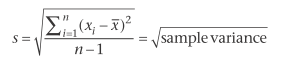 s = √(∑ⁿᵢ₌₁(xᵢ − x̄)² / (n − 1)) = √sample variance